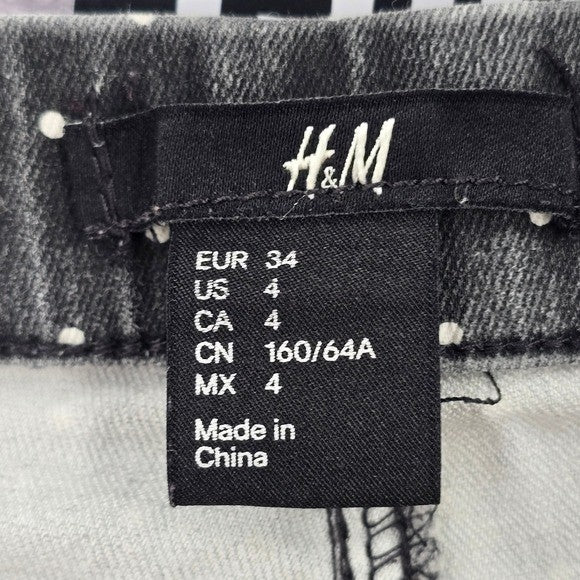 H&M
EUR 34
US 4
CA 4
CN 160/64A
MX 4
Made in
China